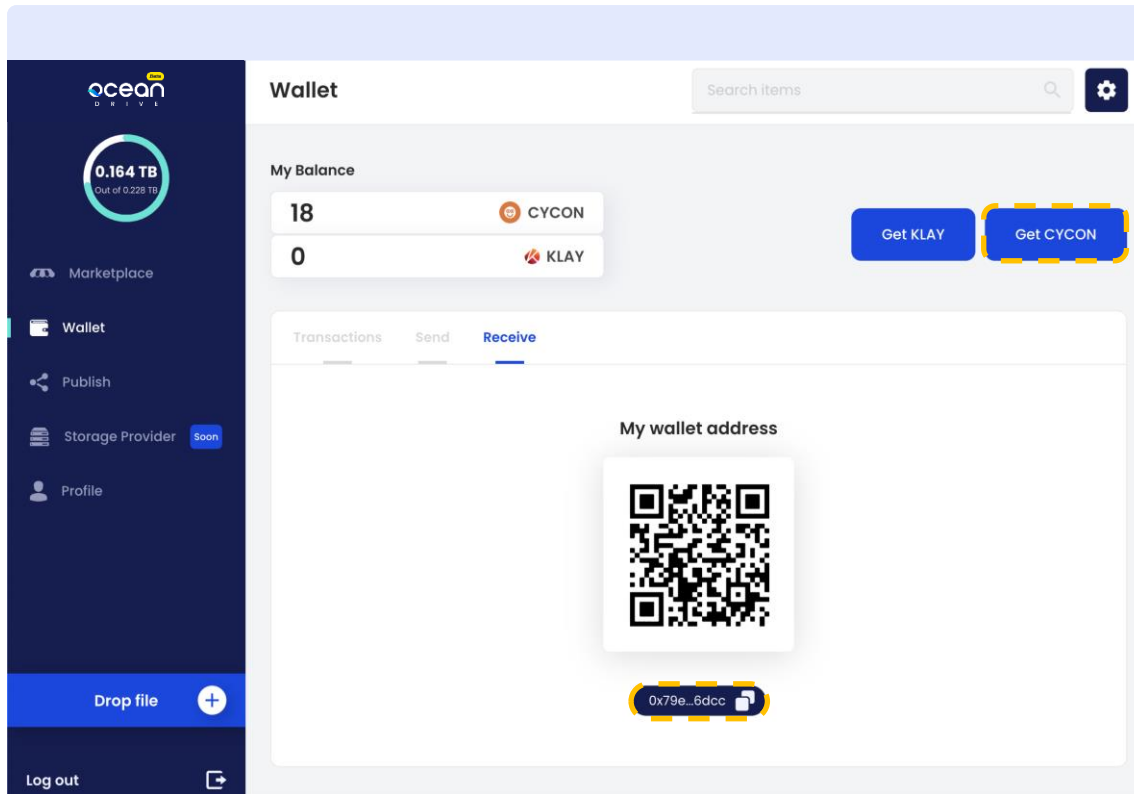 ocean
Beta
DRIVE
0.164 TB
Out of 0.228 TB
Marketplace
Wallet
Publish
Storage Provider Soon
Profile
Drop file
Log out
Wallet
Search items
My Balance
18 CYCON
0 KLAY
Get KLAY
Get CYCON
Transactions Send Receive
My wallet address
0x79e...6dcc